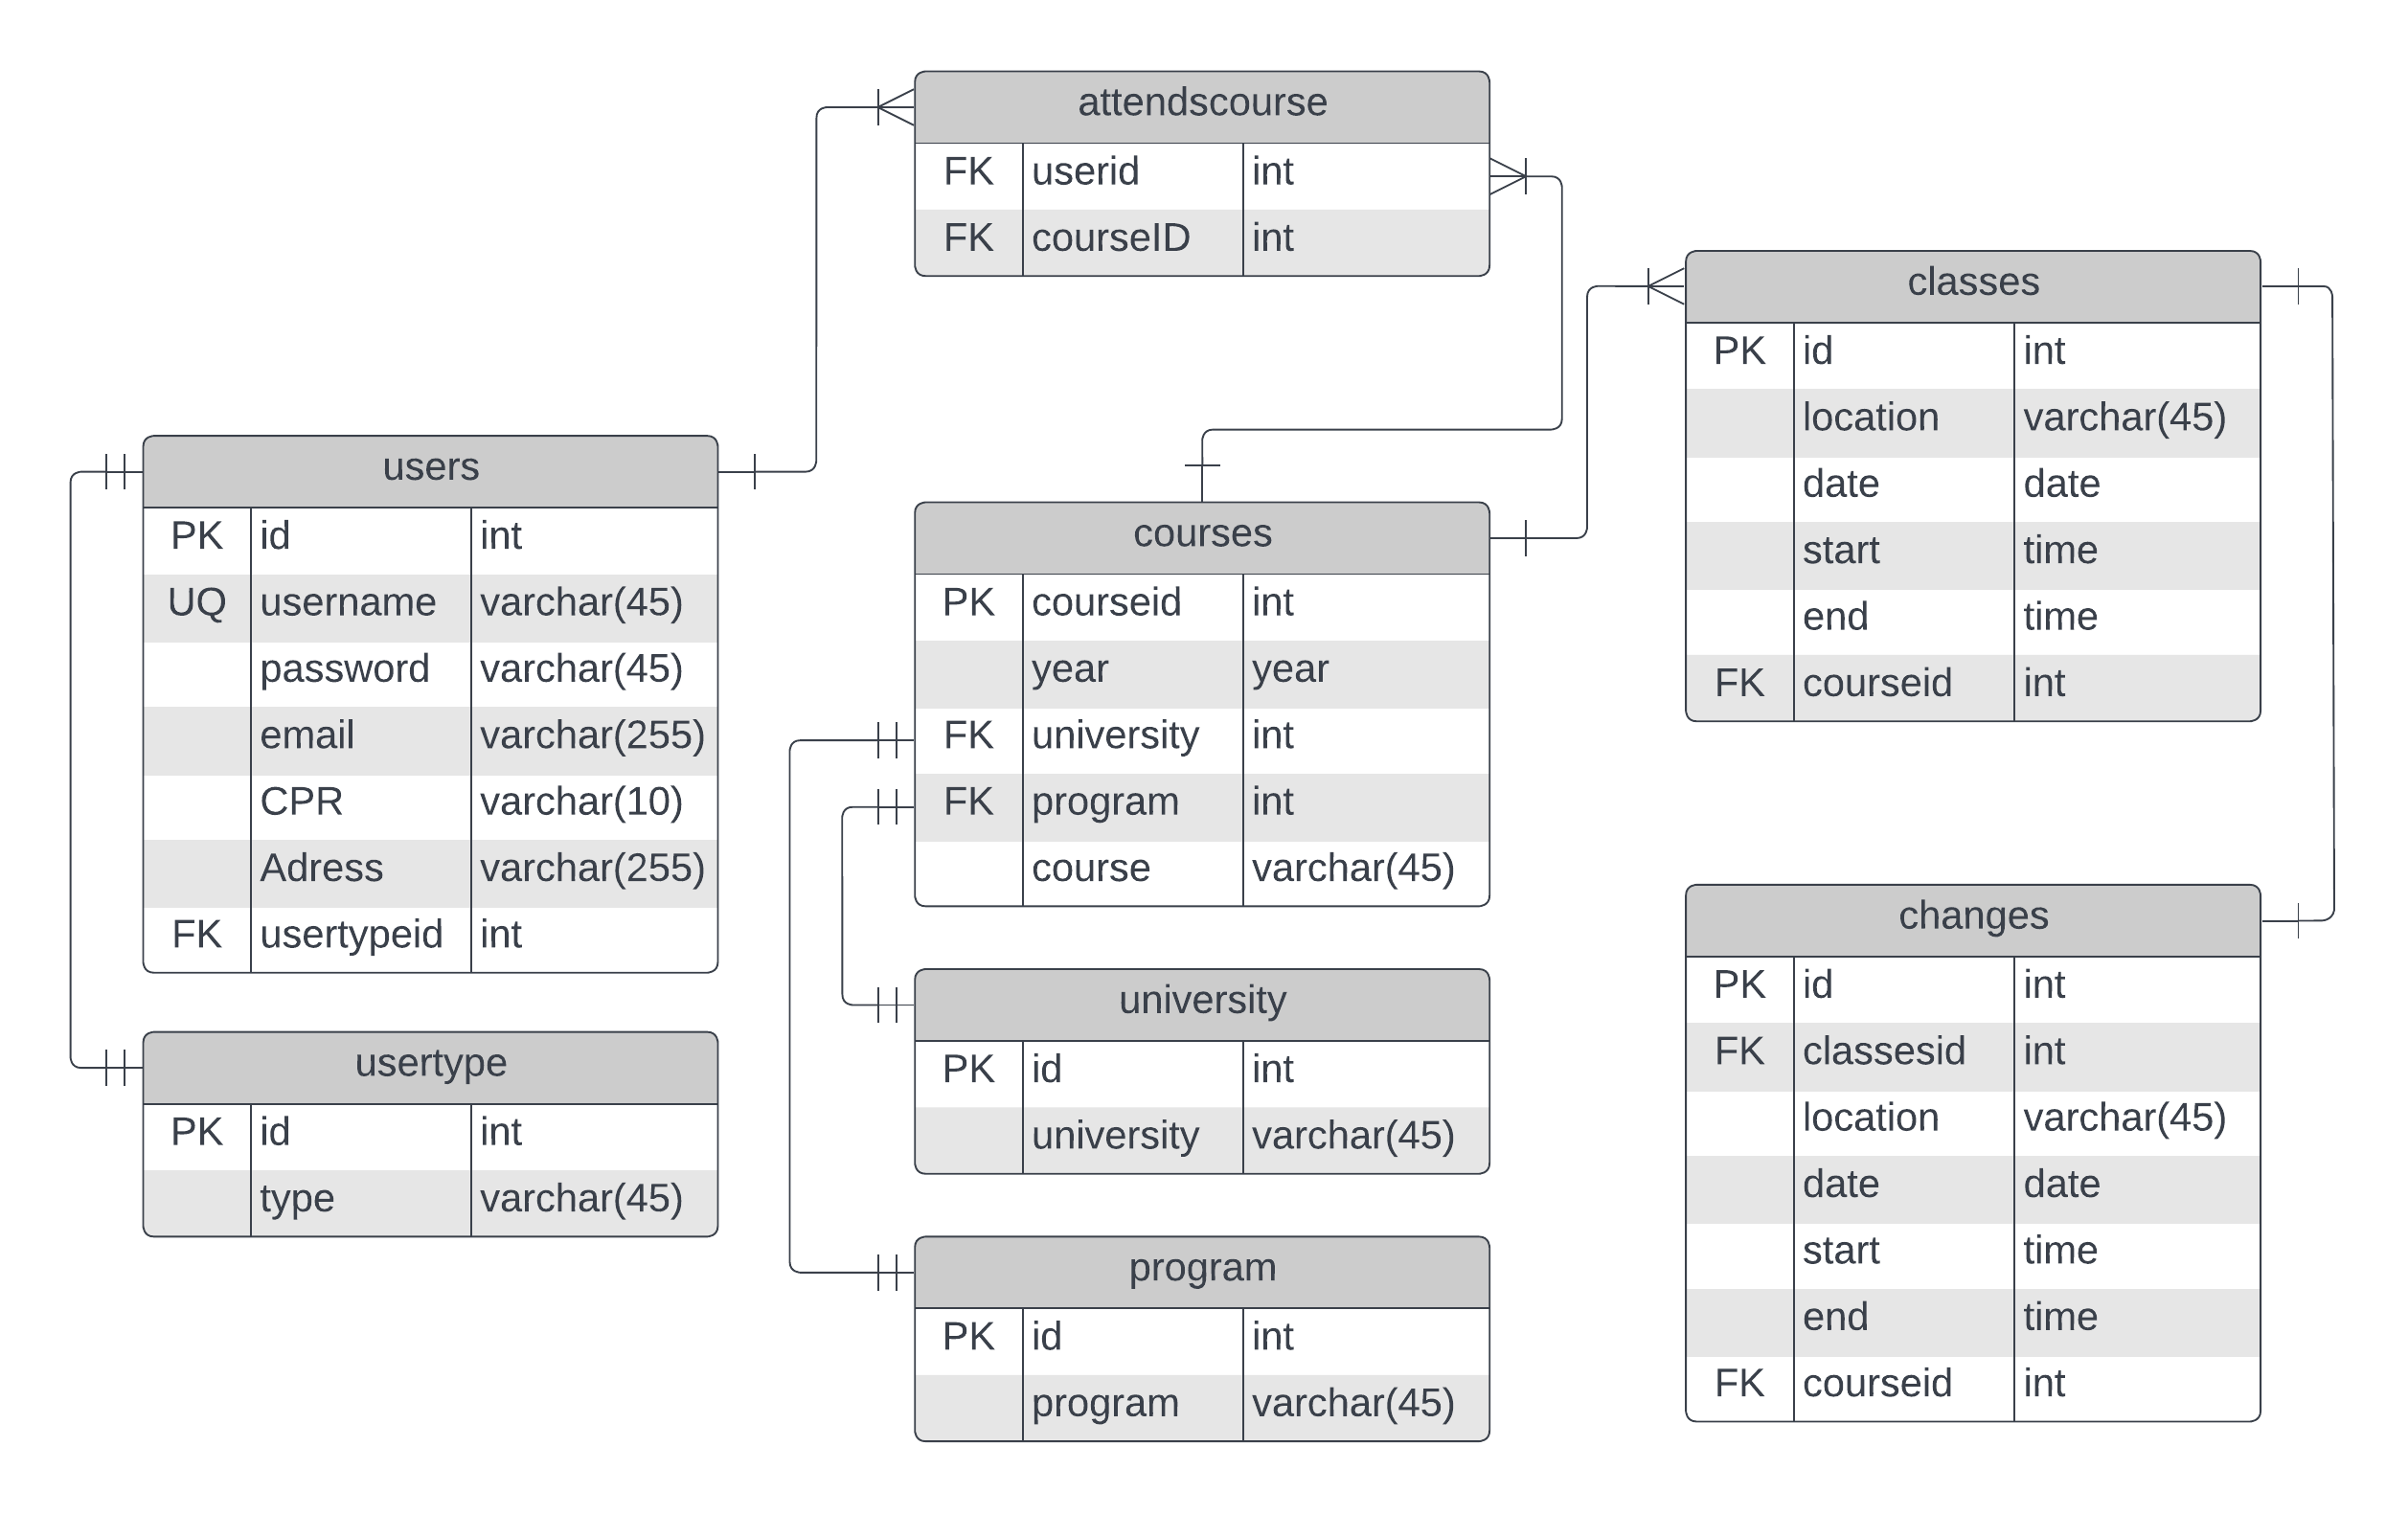 attendscourse
FK userid int
FK courseID int
classes
PK id int
location varchar(45)
date date
start time
end time
FK courseid int
users
PK id int
UQ username varchar(45)
password varchar(45)
email varchar(255)
CPR varchar(10)
Adress varchar(255)
FK usertypeid int
courses
PK courseid int
year year
FK university int
FK program int
course varchar(45)
changes
PK id int
FK classesid int
location varchar(45)
date date
start time
end time
FK courseid int
university
PK id int
university varchar(45)
usertype
PK id int
type varchar(45)
program
PK id int
program varchar(45)